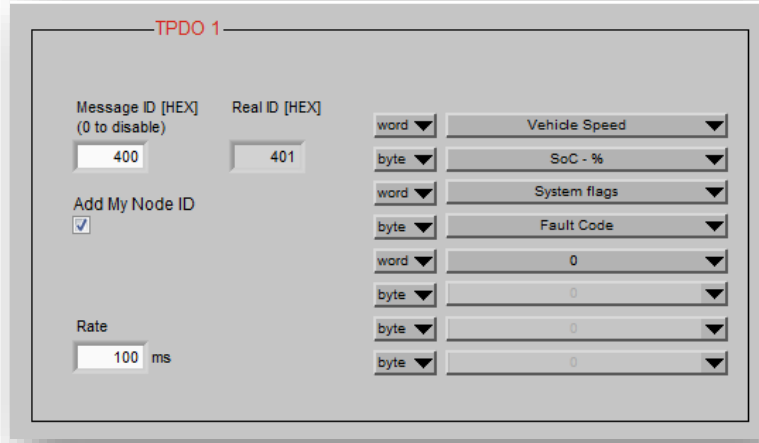 TPDO 1
Message ID [HEX]
(0 to disable)
Real ID [HEX]
400
401
Add My Node ID
Rate
100 ms
word Vehicle Speed
byte SoC - %
word System flags
byte Fault Code
word 0
byte 0
byte 0
byte 0